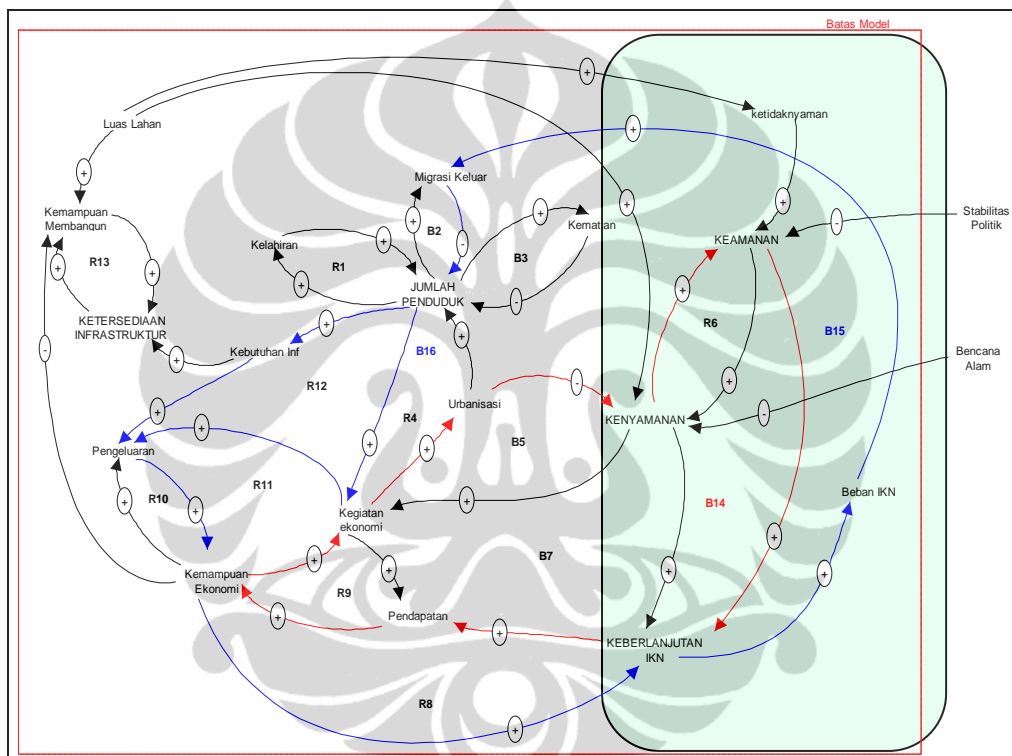 Batas Model
+
ketidaknyaman
Luas Lahan
+
+
Migrasi Keluar
Kemampuan
Membangun
+
+
+
B2
+
Kematian
-
Stabilitas
Politik
Kelahiran
+
-
B3
KEAMANAN
R13
+
+
R1
+
-
JUMLAH
PENDUDUK
+
KETERSEDIAAN
INFRASTRUKTUR
+
+
R6
B15
-
+
Kebutuhan Inf
B16
Bencana
Alam
R12
-
+
Urbanisasi
R4
KENYAMANAN
-
+
+
+
+
B5
Pengeluaran
R10
+
+
R11
Kegiatan
ekonomi
+
B14
Beban IKN
+
+
B7
Kemampuan
Ekonomi
+
+
+
R9
Pendapatan
+
+
KEBERLANJUTAN
IKN
R8
+